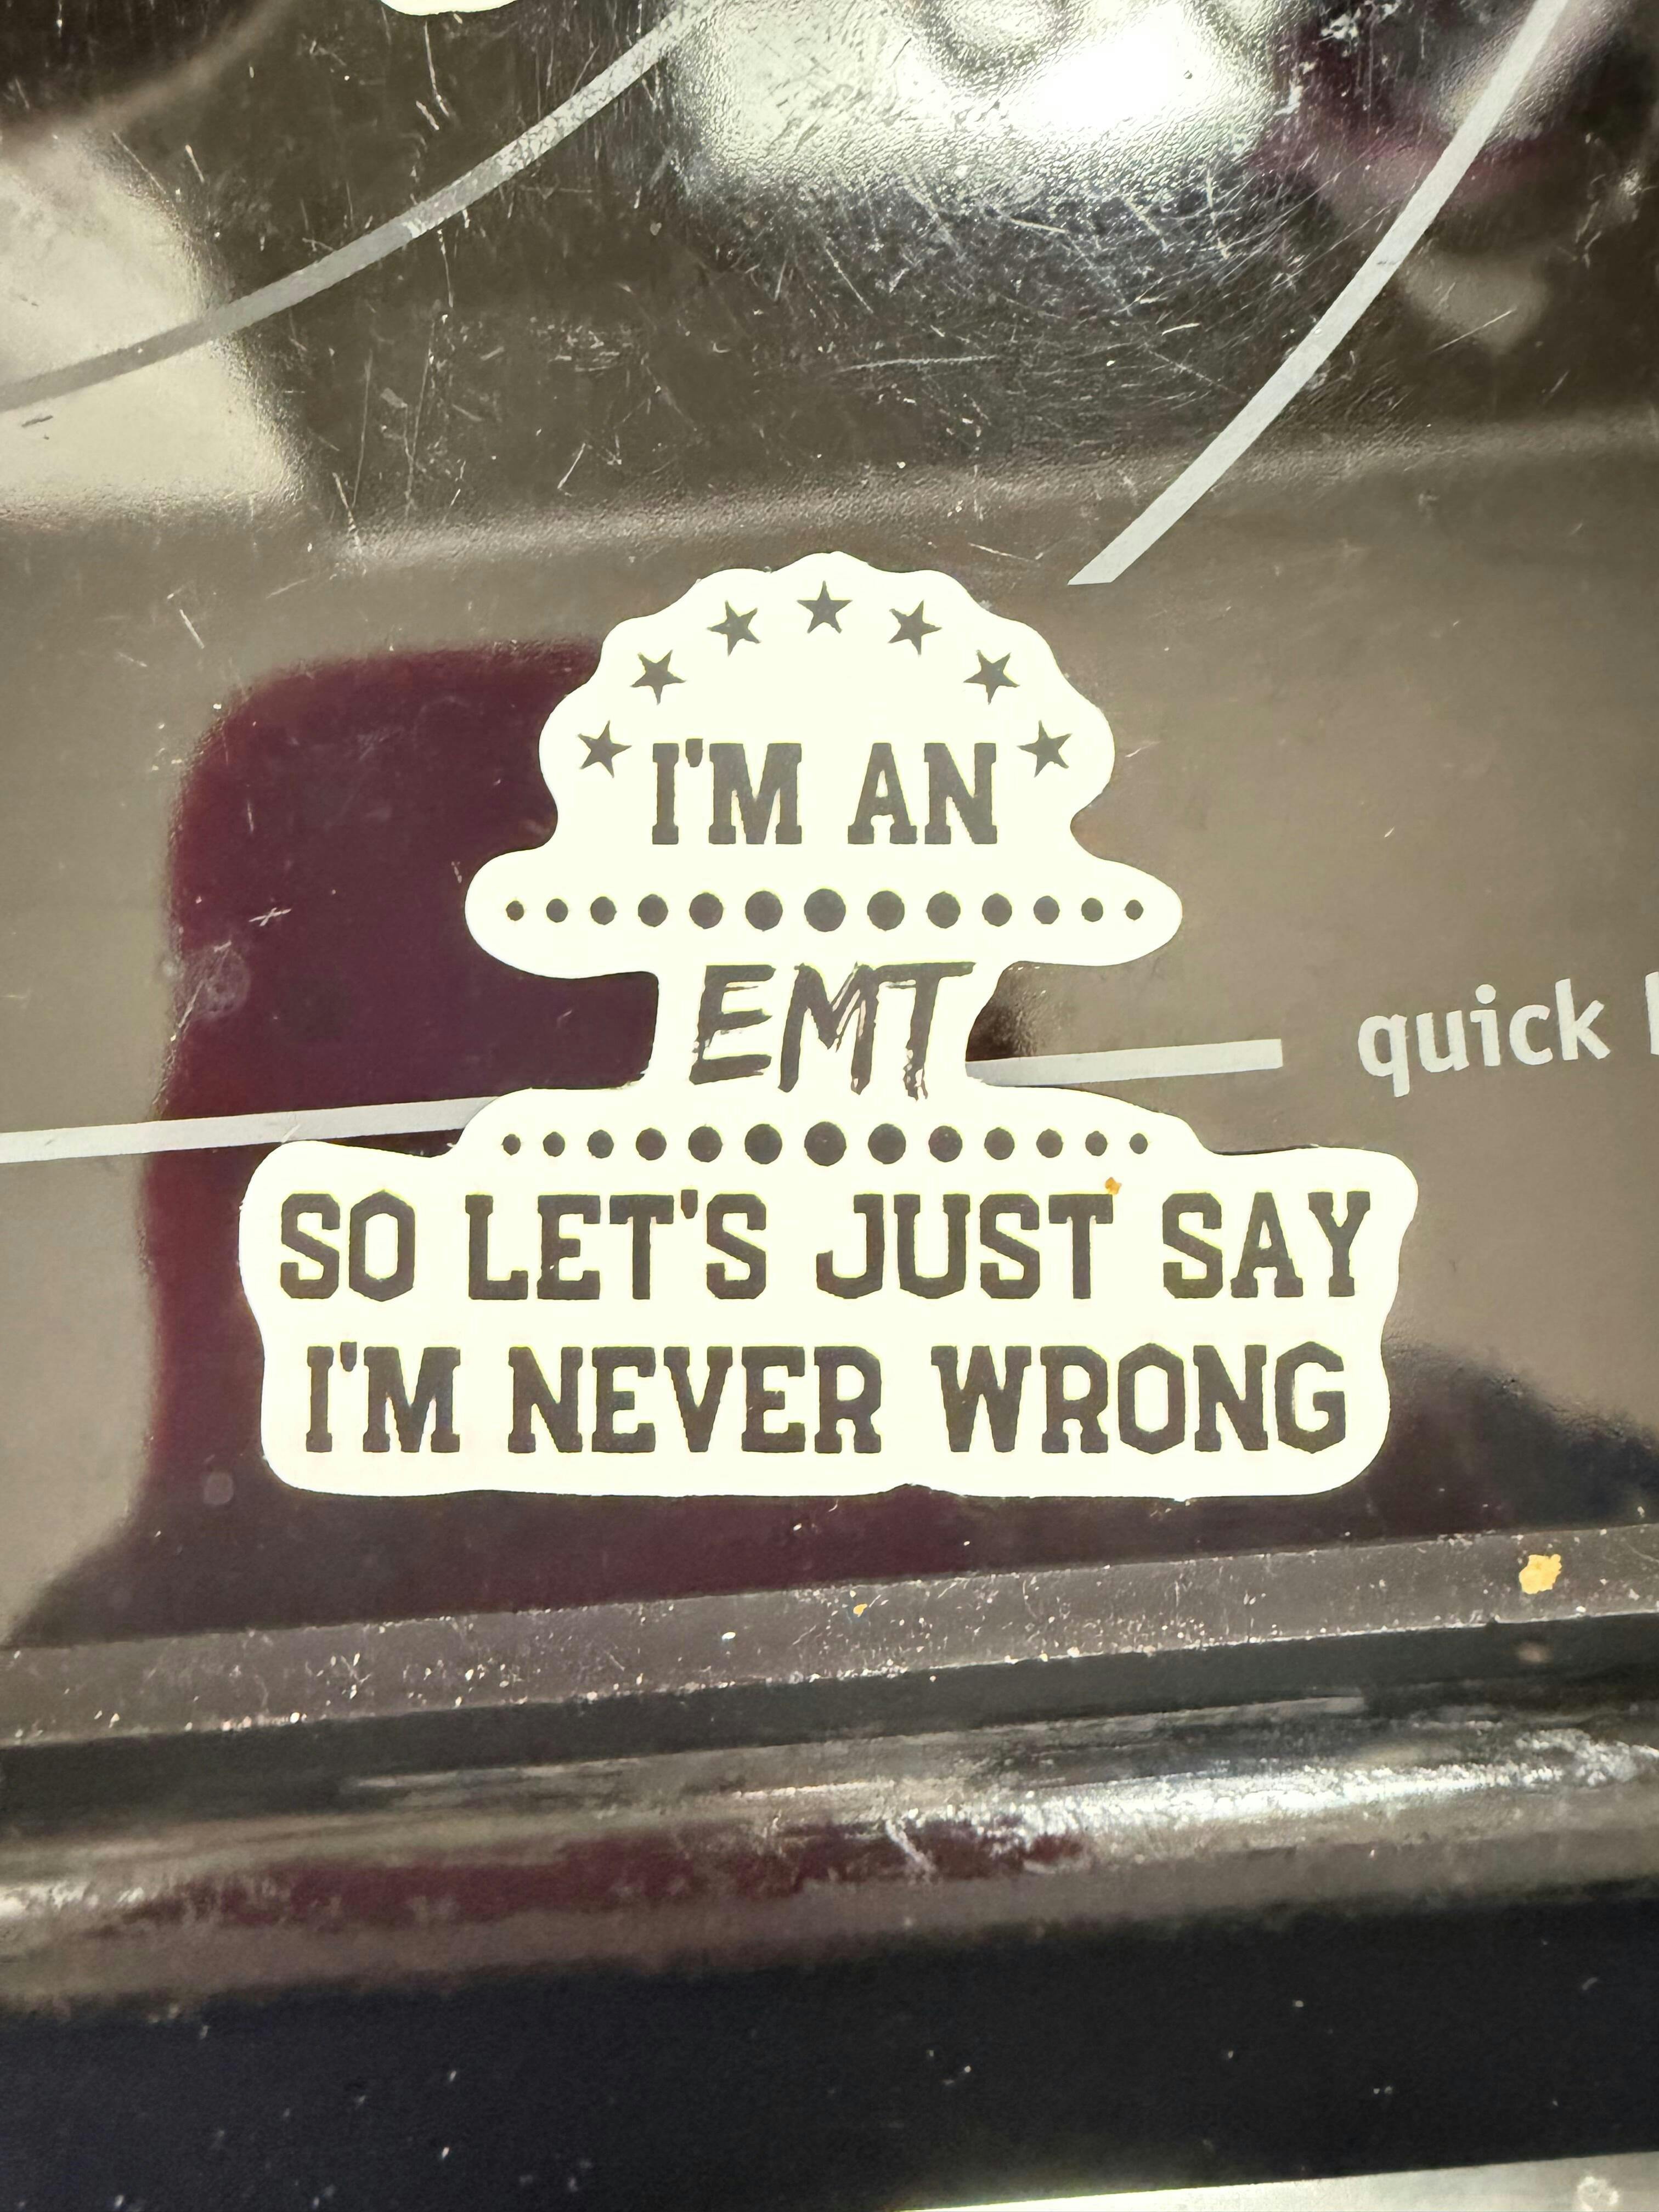 I'M AN
EMT
quick
SO LET'S JUST SAY
I'M NEVER WRONG